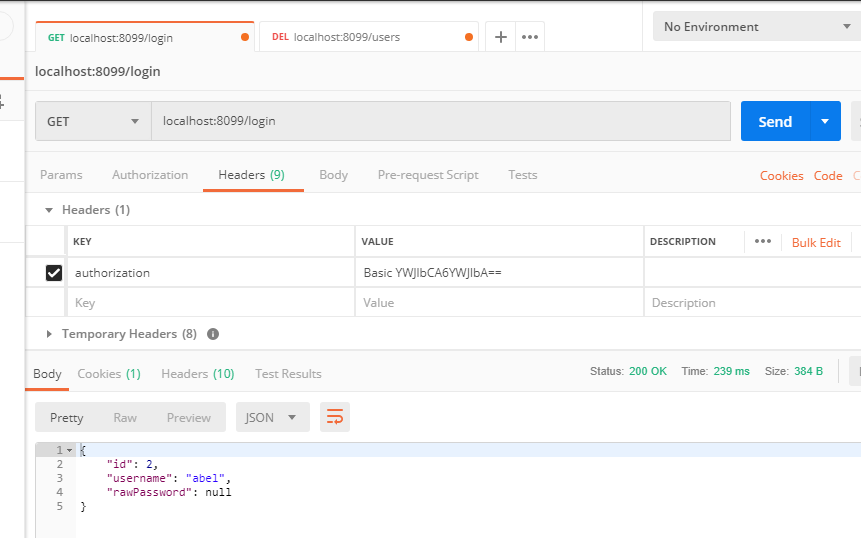 GET localhost:8099/login
DEL localhost:8099/users
No Environment
localhost:8099/login
GET localhost:8099/login Send
Params Authorization Headers (9) Body Pre-request Script Tests Cookies Code
Headers (1)
KEY VALUE DESCRIPTION Bulk Edit
authorization Basic YWJlbCA6YWJlbA==
Key Value Description
Temporary Headers (8)
Body Cookies (1) Headers (10) Test Results Status: 200 OK Time: 239 ms Size: 384 B
Pretty Raw Preview JSON
1 {
2 "id": 2,
3 "username": "abel",
4 "rawPassword": null
5 }